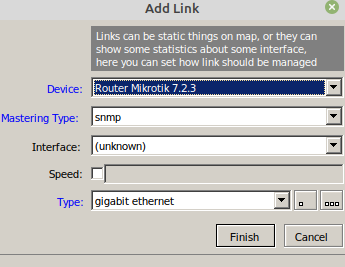 Add Link
Links can be static things on map, or they can
show some statistics about some interface,
here you can set how link should be managed
Device: Router Mikrotik 7.2.3
Mastering Type: snmp
Interface: (unknown)
Speed:
Type: gigabit ethernet . ...
Finish Cancel